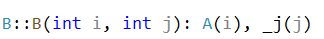 B::B(int i, int j): A(i), _j(j)